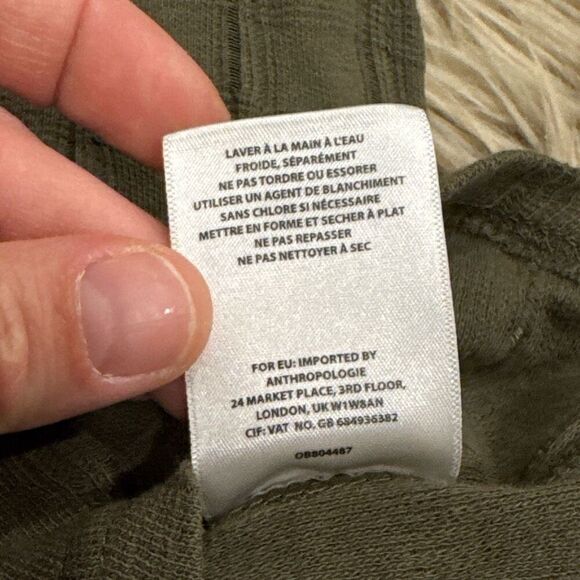 LAVER À LA MAIN À L'EAU
FROIDE, SÉPARÉMENT
NE PAS TORDRE OU ESSORER
UTILISER UN AGENT DE BLANCHIMENT
SANS CHLORE SI NÉCESSAIRE
METTRE EN FORME ET SECHER À PLAT
NE PAS REPASSER
NE PAS NETTOYER À SEC
FOR EU: IMPORTED BY
ANTHROPOLOGIE
24 MARKET PLACE, 3RD FLOOR,
LONDON, UK W1W8AN
CIF: VAT NO. GB 684936382
OB804487